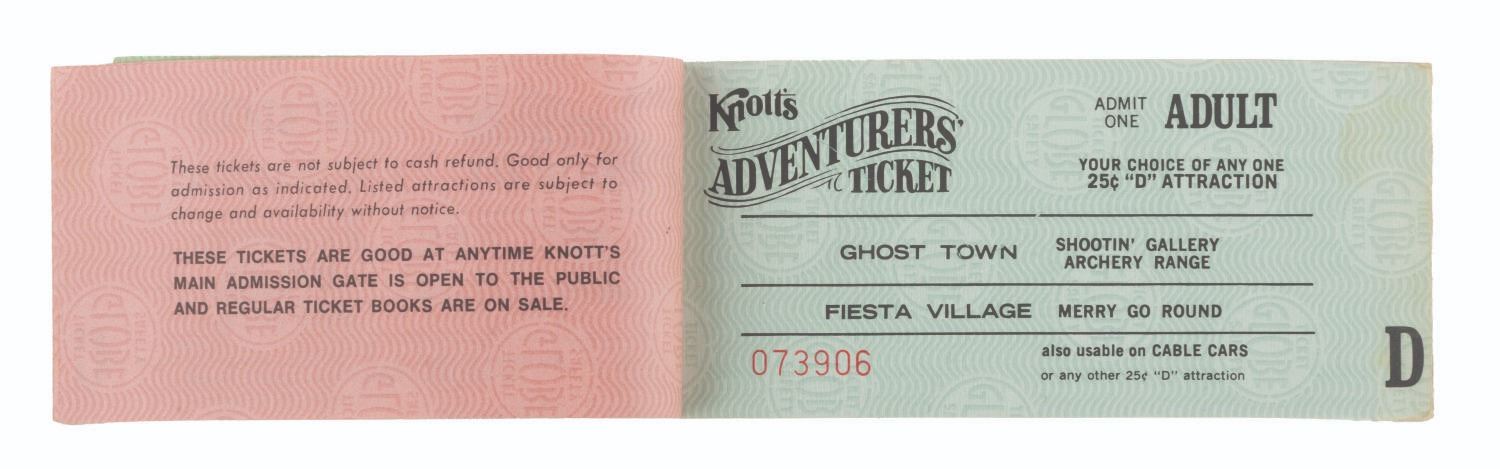 These tickets are not subject to cash refund. Good only for
admission as indicated. Listed attractions are subject to
change and availability without notice.
THESE TICKETS ARE GOOD AT ANYTIME KNOTT'S
MAIN ADMISSION GATE IS OPEN TO THE PUBLIC
AND REGULAR TICKET BOOKS ARE ON SALE.
Knott's
ADVENTURERS'
TICKET
ADMIT
ONE
ADULT
YOUR CHOICE OF ANY ONE
25¢ "D" ATTRACTION
GHOST TOWN
SHOOTIN' GALLERY
ARCHERY RANGE
FIESTA VILLAGE
MERRY GO ROUND
073906
also usable on CABLE CARS
or any other 25¢ "D" attraction
D